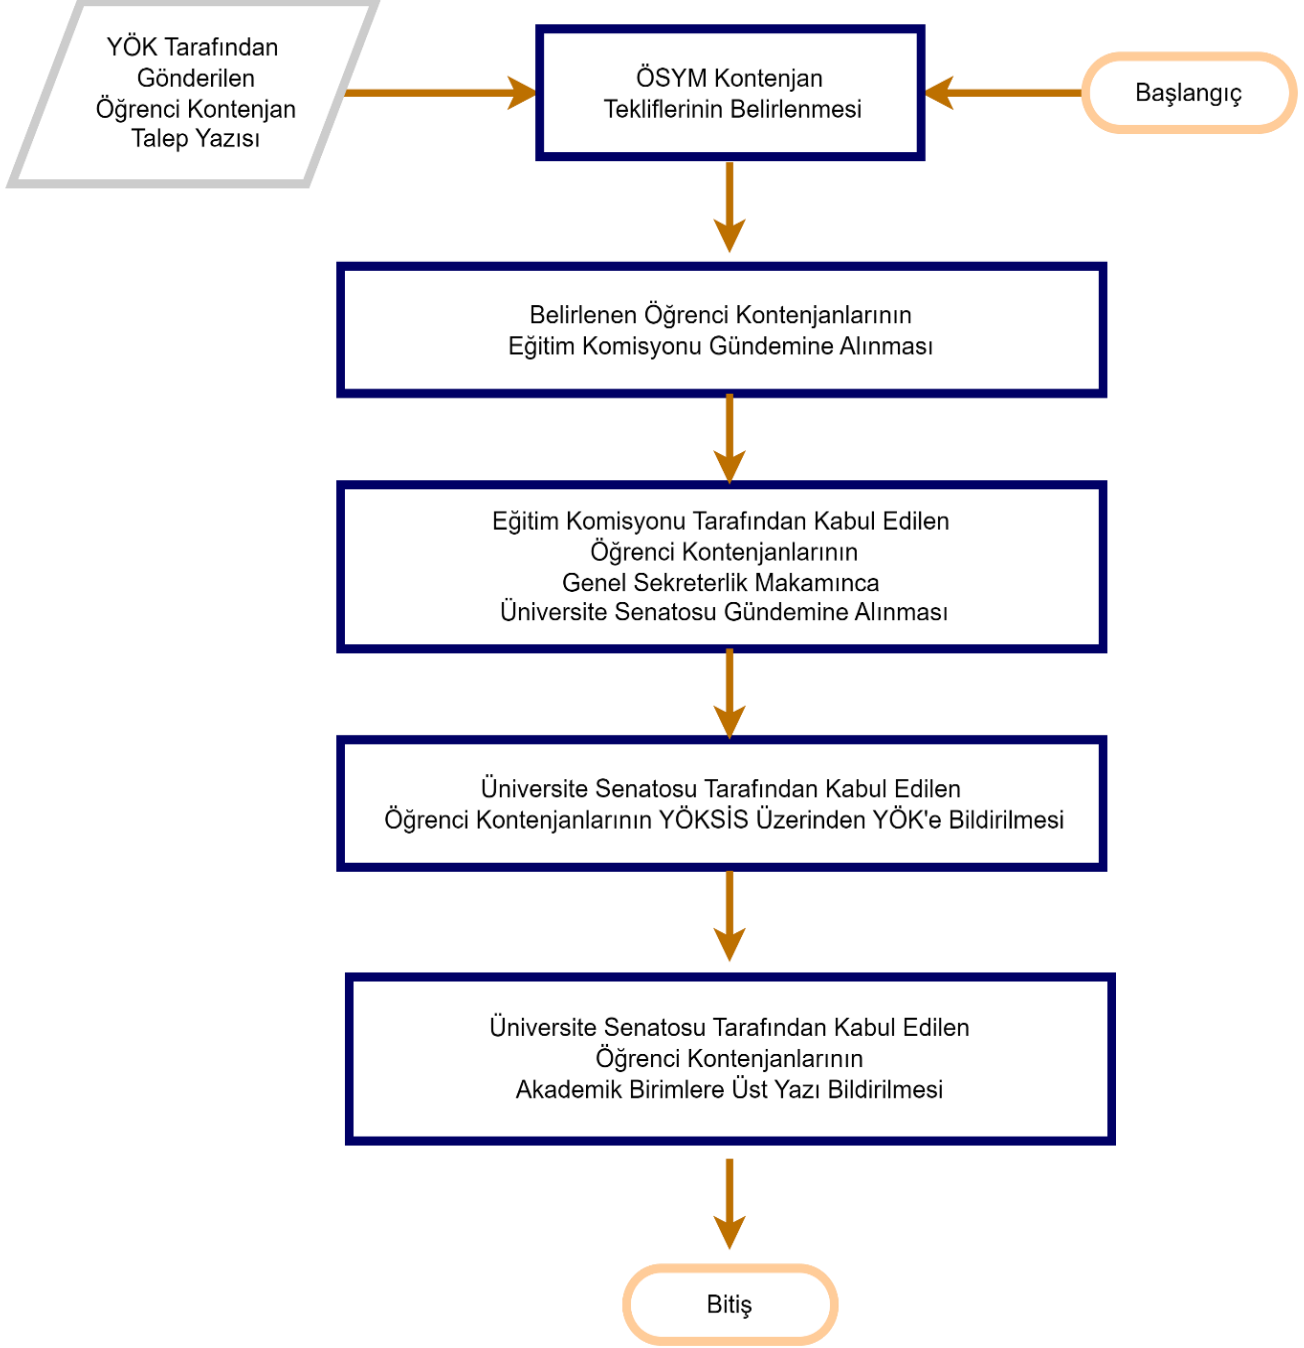 YÖK Tarafından
Gönderilen
Öğrenci Kontenjan
Talep Yazısı
ÖSYM Kontenjan
Tekliflerinin Belirlenmesi
Başlangıç
Belirlenen Öğrenci Kontenjanlarının
Eğitim Komisyonu Gündemine Alınması
Eğitim Komisyonu Tarafından Kabul Edilen
Öğrenci Kontenjanlarının
Genel Sekreterlik Makamınca
Üniversite Senatosu Gündemine Alınması
Üniversite Senatosu Tarafından Kabul Edilen
Öğrenci Kontenjanlarının YÖKSİS Üzerinden YÖK'e Bildirilmesi
Üniversite Senatosu Tarafından Kabul Edilen
Öğrenci Kontenjanlarının
Akademik Birimlere Üst Yazı Bildirilmesi
Bitiş